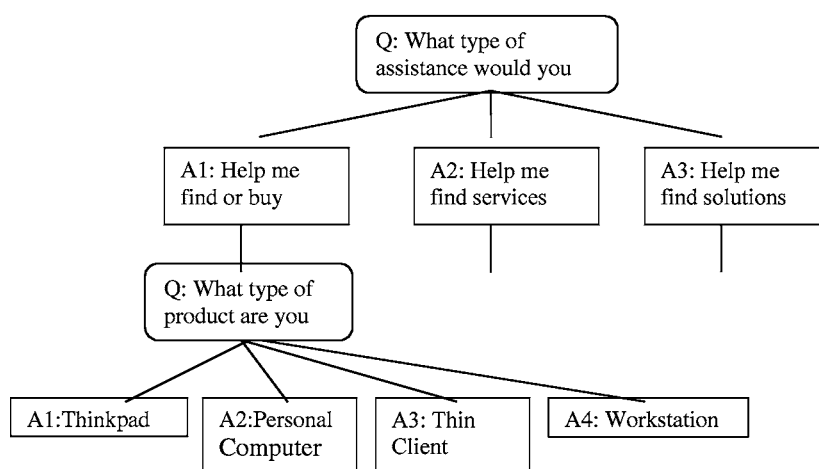 Q: What type of
assistance would you
A1: Help me
find or buy
A2: Help me
find services
A3: Help me
find solutions
Q: What type of
product are you
A1:Thinkpad
A2:Personal
Computer
A3: Thin
Client
A4: Workstation